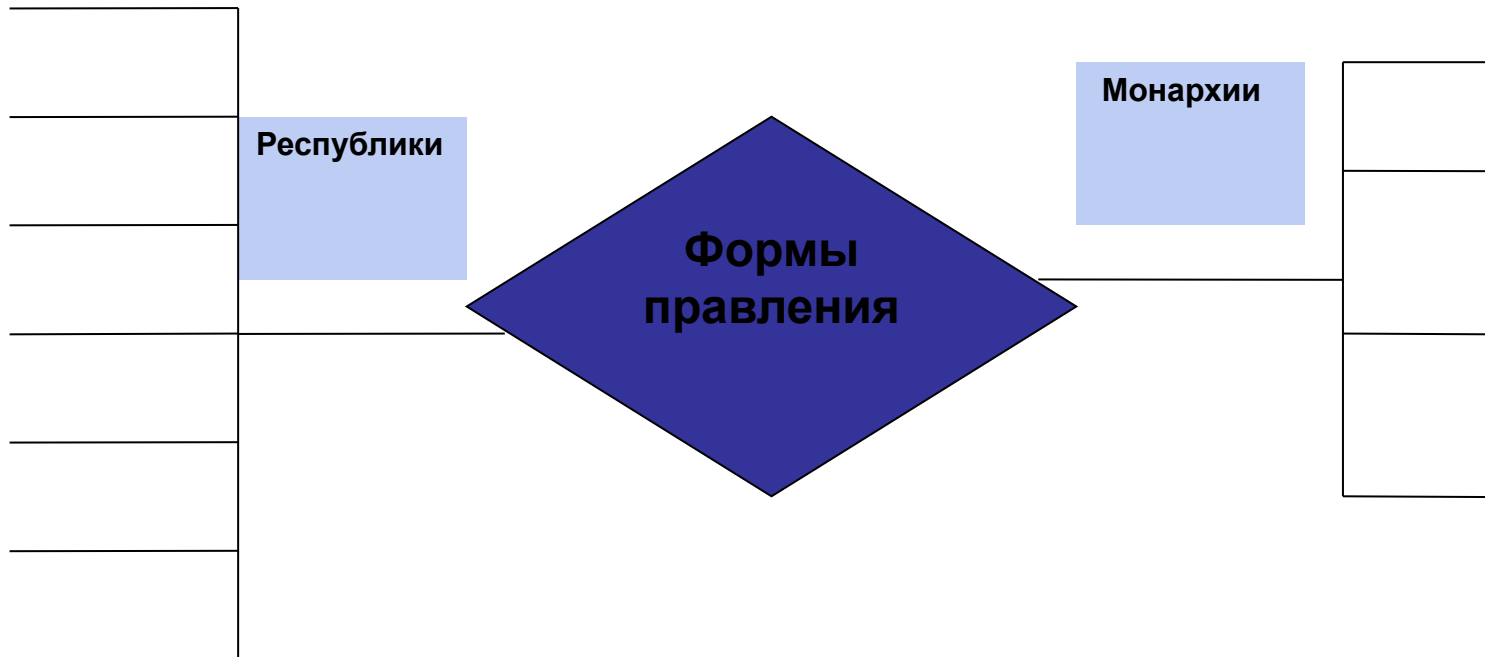 Республики
Формы
правления
Монархии